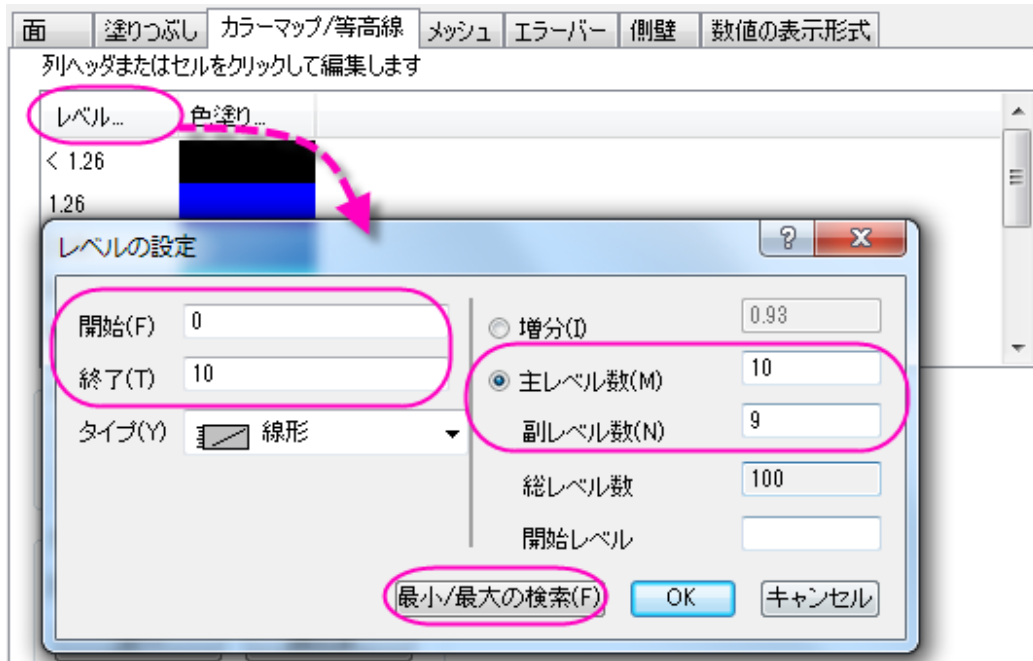 面 塗りつぶし カラーマップ/等高線 メッシュ エラーバー 側壁 数値の表示形式
列ヘッダまたはセルをクリックして編集します
レベル... 色塗り...
< 1.26
1.26
レベルの設定
開始(F) 0 増分(I) 0.93
終了(T) 10 主レベル数(M) 10
タイプ(Y) 線形 副レベル数(N) 9
総レベル数 100
開始レベル
最小/最大の検索(F) OK キャンセル